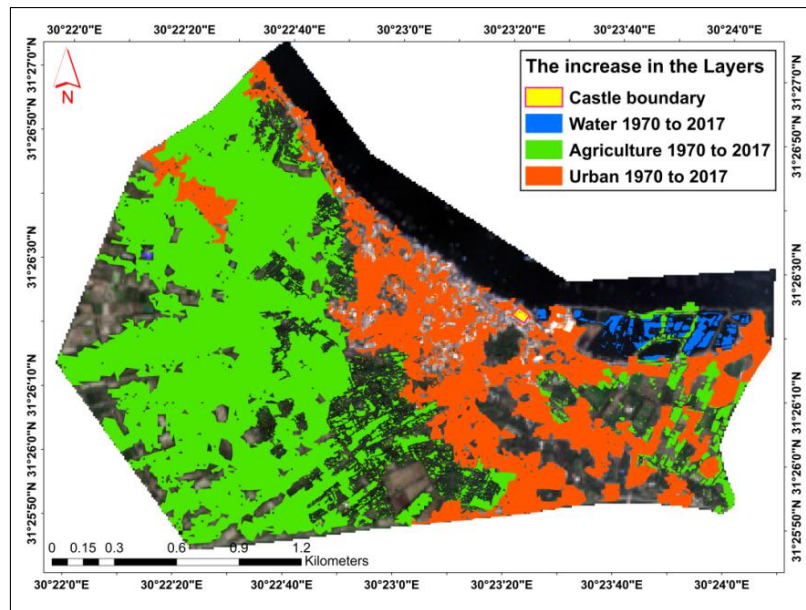 30°22'0"E 30°22'20"E 30°22'40"E 30°23'0"E 30°23'20"E 30°23'40"E 30°24'0"E
31°27'0"N
31°26'50"N
31°26'30"N
31°26'10"N
31°26'0"N
31°25'50"N
N
The increase in the Layers
Castle boundary
Water 1970 to 2017
Agriculture 1970 to 2017
Urban 1970 to 2017
31°27'0"N
31°26'50"N
31°26'30"N
31°26'10"N
31°26'0"N
31°25'50"N
0 0.15 0.3 0.6 0.9 1.2
Kilometers
30°22'0"E 30°22'20"E 30°22'40"E 30°23'0"E 30°23'20"E 30°23'40"E 30°24'0"E